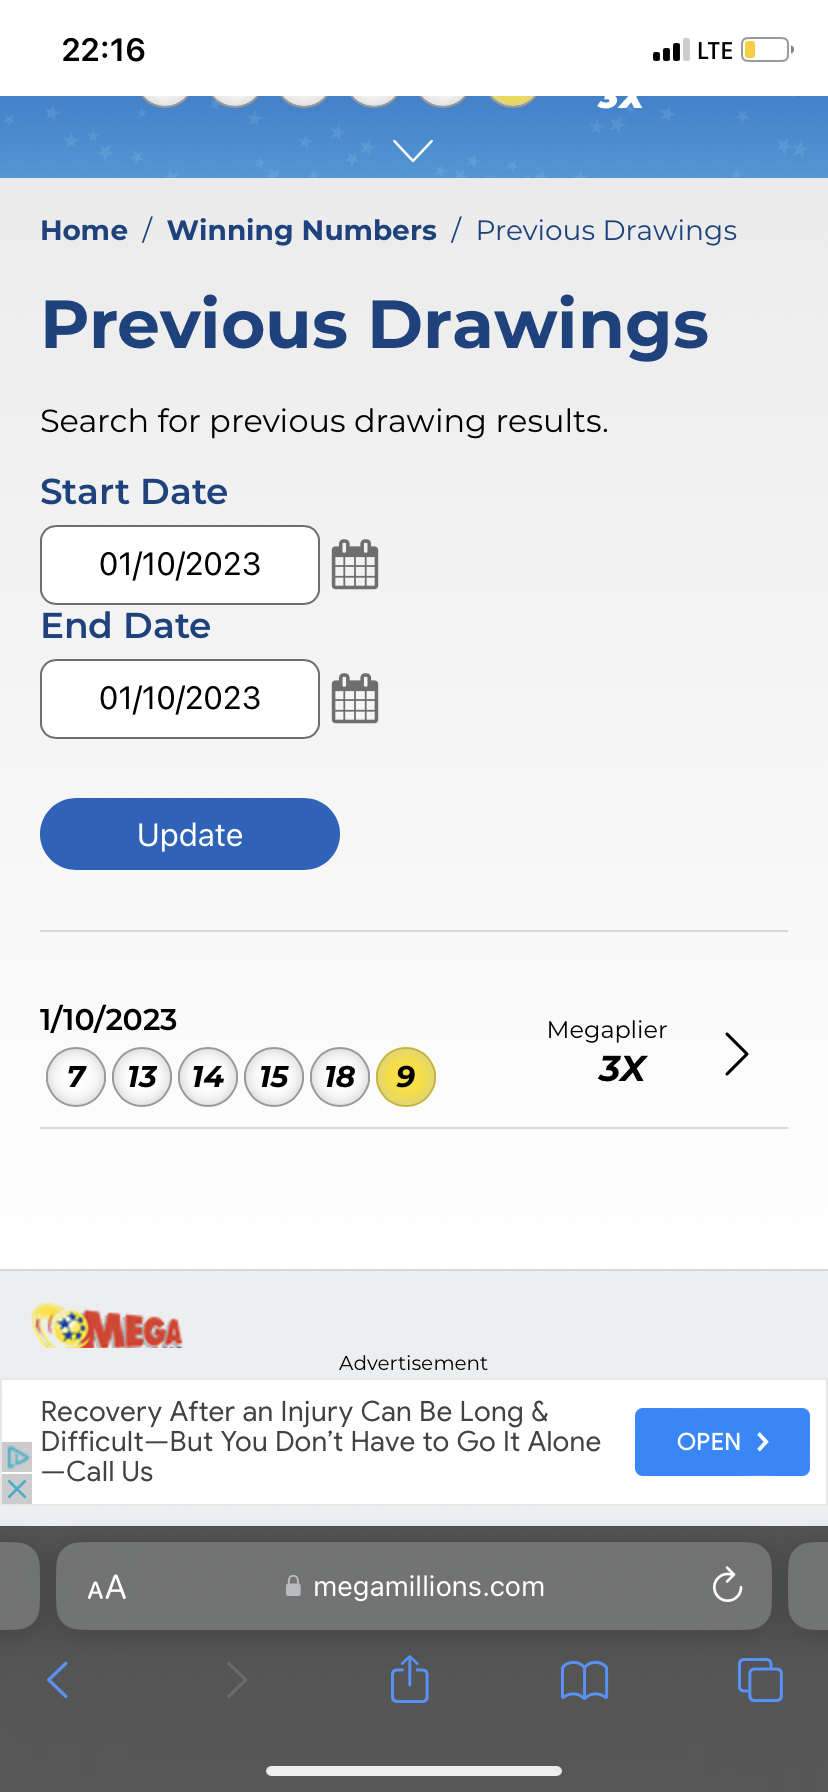 22:16 LTE
3X
Home / Winning Numbers / Previous Drawings
Previous Drawings
Search for previous drawing results.
Start Date
01/10/2023
End Date
01/10/2023
Update
1/10/2023
Megaplier
7 13 14 15 18 9
3X
MEGA
Advertisement
Recovery After an Injury Can Be Long &
Difficult—But You Don't Have to Go It Alone
—Call Us
OPEN
AA megamillions.com